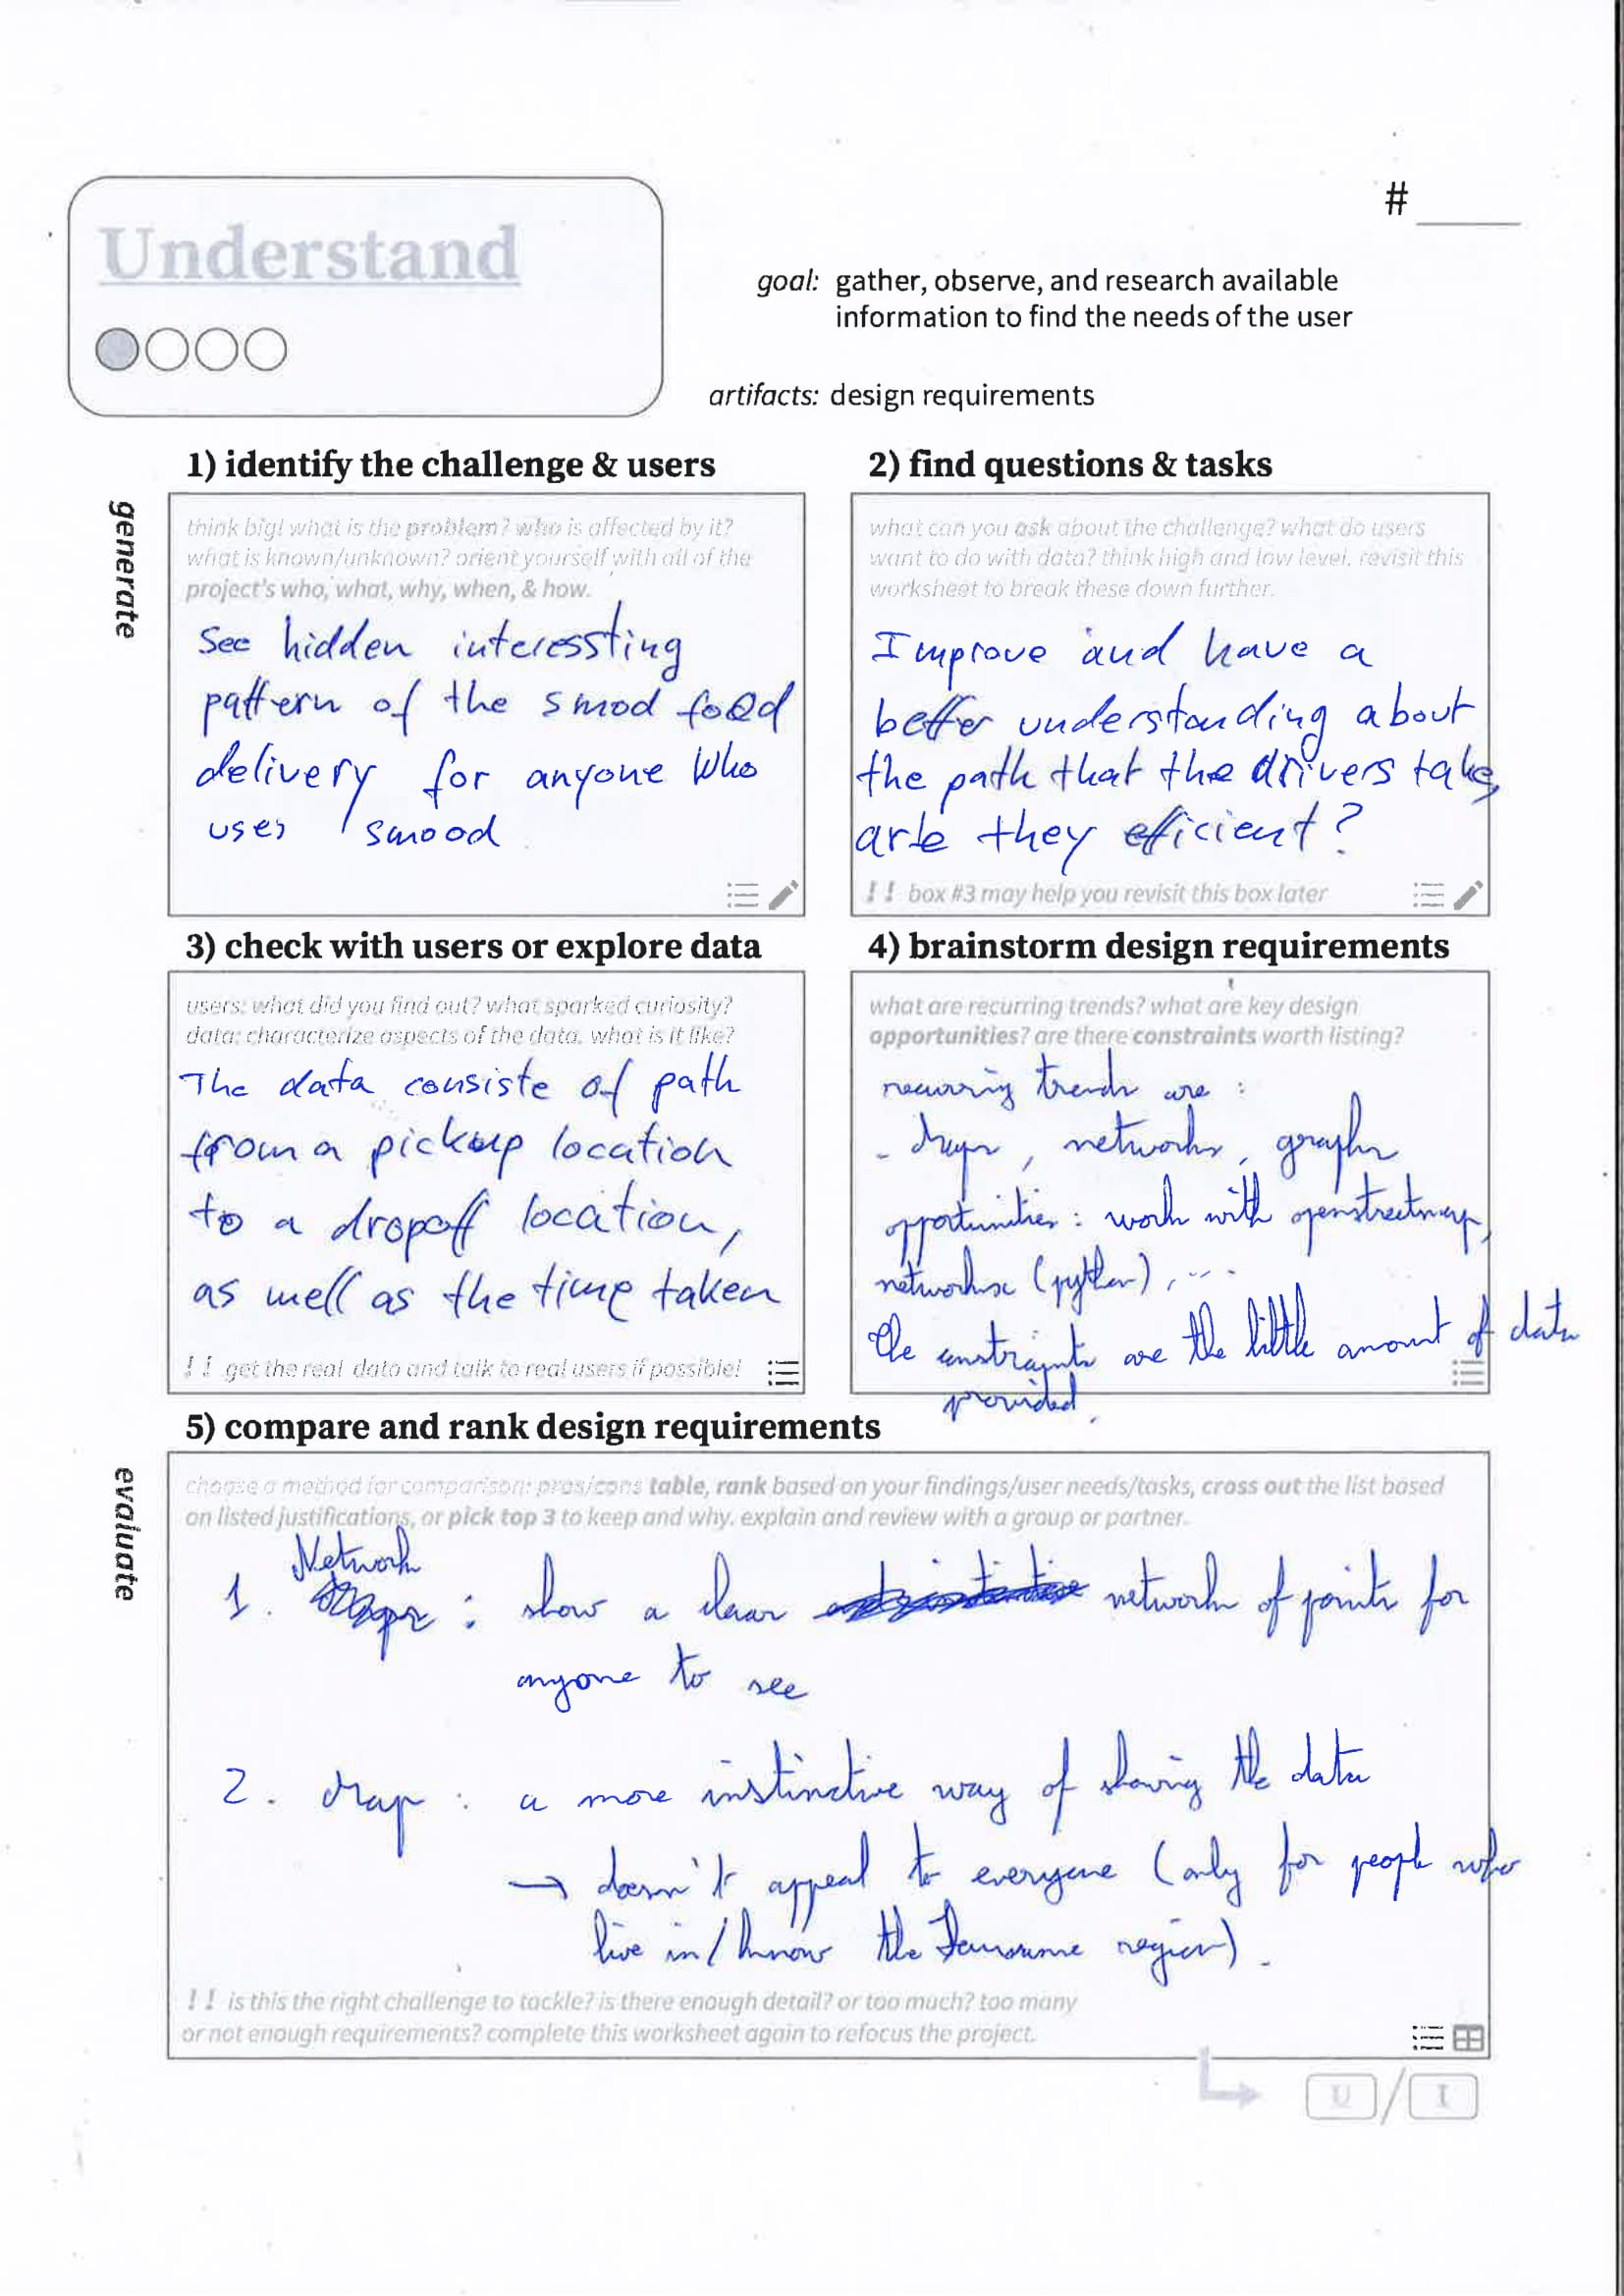 #
Understand
goal: gather, observe, and research available
information to find the needs of the user
artifacts: design requirements
generate
1) identify the challenge & users
think big! what is the problem? who is affected by it?
what is known/unknown? orient yourself with all of the
project's who, what, why, when, & how.
See hidden interessting
pattern of the smod food
delivery for anyone who
uses smood
2) find questions & tasks
what can you ask about the challenge? what do users
want to do with data? think high and low level. revisit this
worksheet to break these down further.
Improve and have a
better understanding about
the path that the drivers take,
are they efficient?
!! box #3 may help you revisit this box later
3) check with users or explore data
users: what did you find out? what sparked curiosity?
data: characterize aspects of the data. what is it like?
The data consiste of path
from a pickup location
to a dropoff location,
as well as the time taken
!! get the real data and talk to real users if possible!
4) brainstorm design requirements
what are recurring trends? what are key design
opportunities? are there constraints worth listing?
recurring trends are :
- Maps, networks, graphs
opportunities : work with openstreetmap,
networkx (python), ...
The constraints are the little amount of data
provided.
evaluate
5) compare and rank design requirements
choose a method for comparison: pros/cons table, rank based on your findings/user needs/tasks, cross out the list based
on listed justifications, or pick top 3 to keep and why. explain and review with a group or partner.
1. Network : show a clear network of points for
anyone to see
2. Map : a more instinctive way of showing the data
→ doesn't appeal to everyone (only for people who
live in/know the Lausanne region).
!! is this the right challenge to tackle? is there enough detail? or too much? too many
or not enough requirements? complete this worksheet again to refocus the project.
U / I